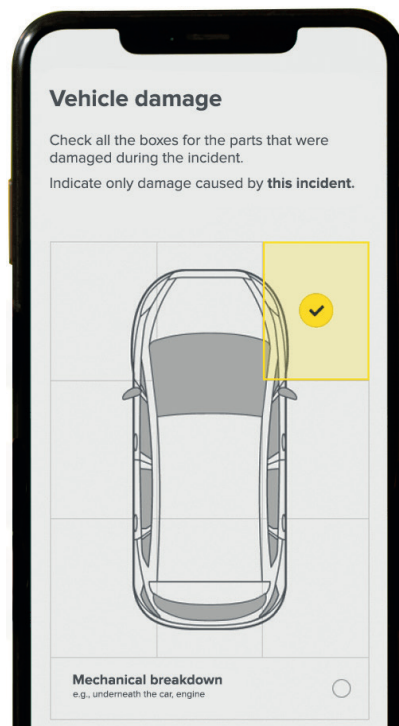 Vehicle damage
Check all the boxes for the parts that were
damaged during the incident.
Indicate only damage caused by this incident.
Mechanical breakdown
e.g., underneath the car, engine